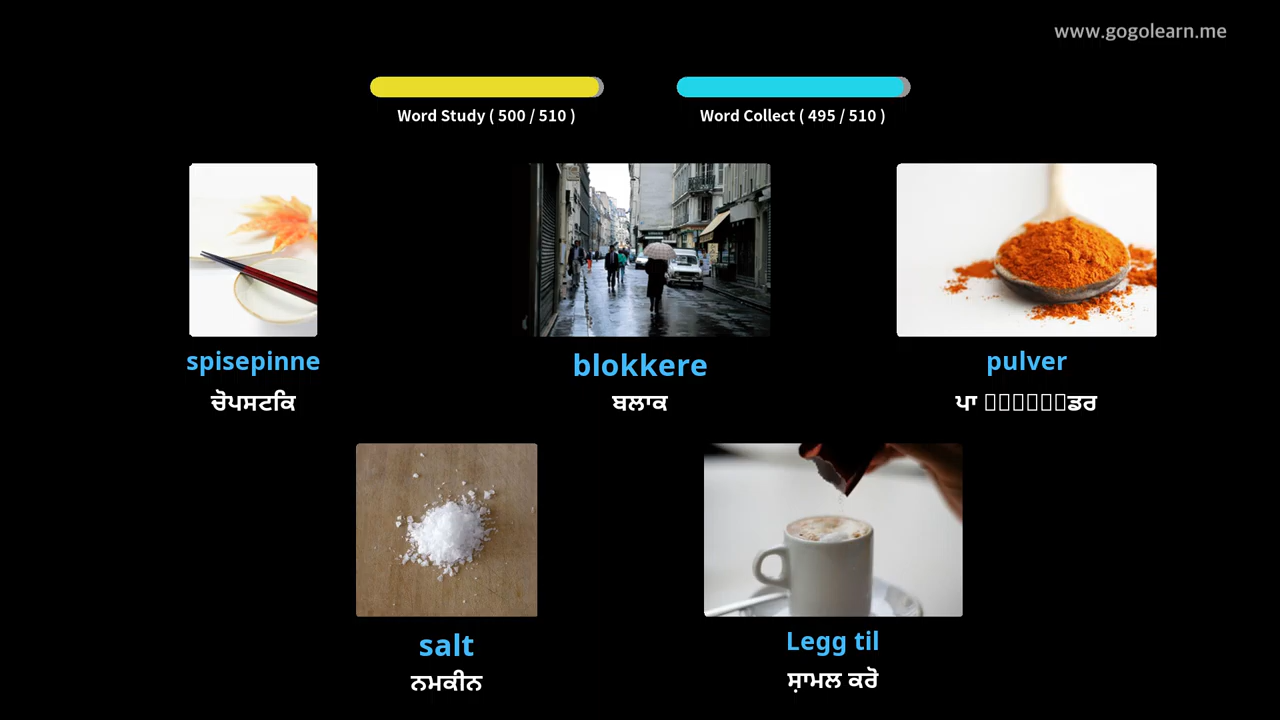 www.gogolearn.me
Word Study ( 500 / 510 )
Word Collect ( 495 / 510 )
spisepinne
blokkere
pulver
ਚੋਪਸਟਕਿ
ਬਲਾਕ
ਪਾ ਡਰ
salt
Legg til
ਨਮਕੀਨ
ਸ਼ਾਮਲ ਕਰੋ